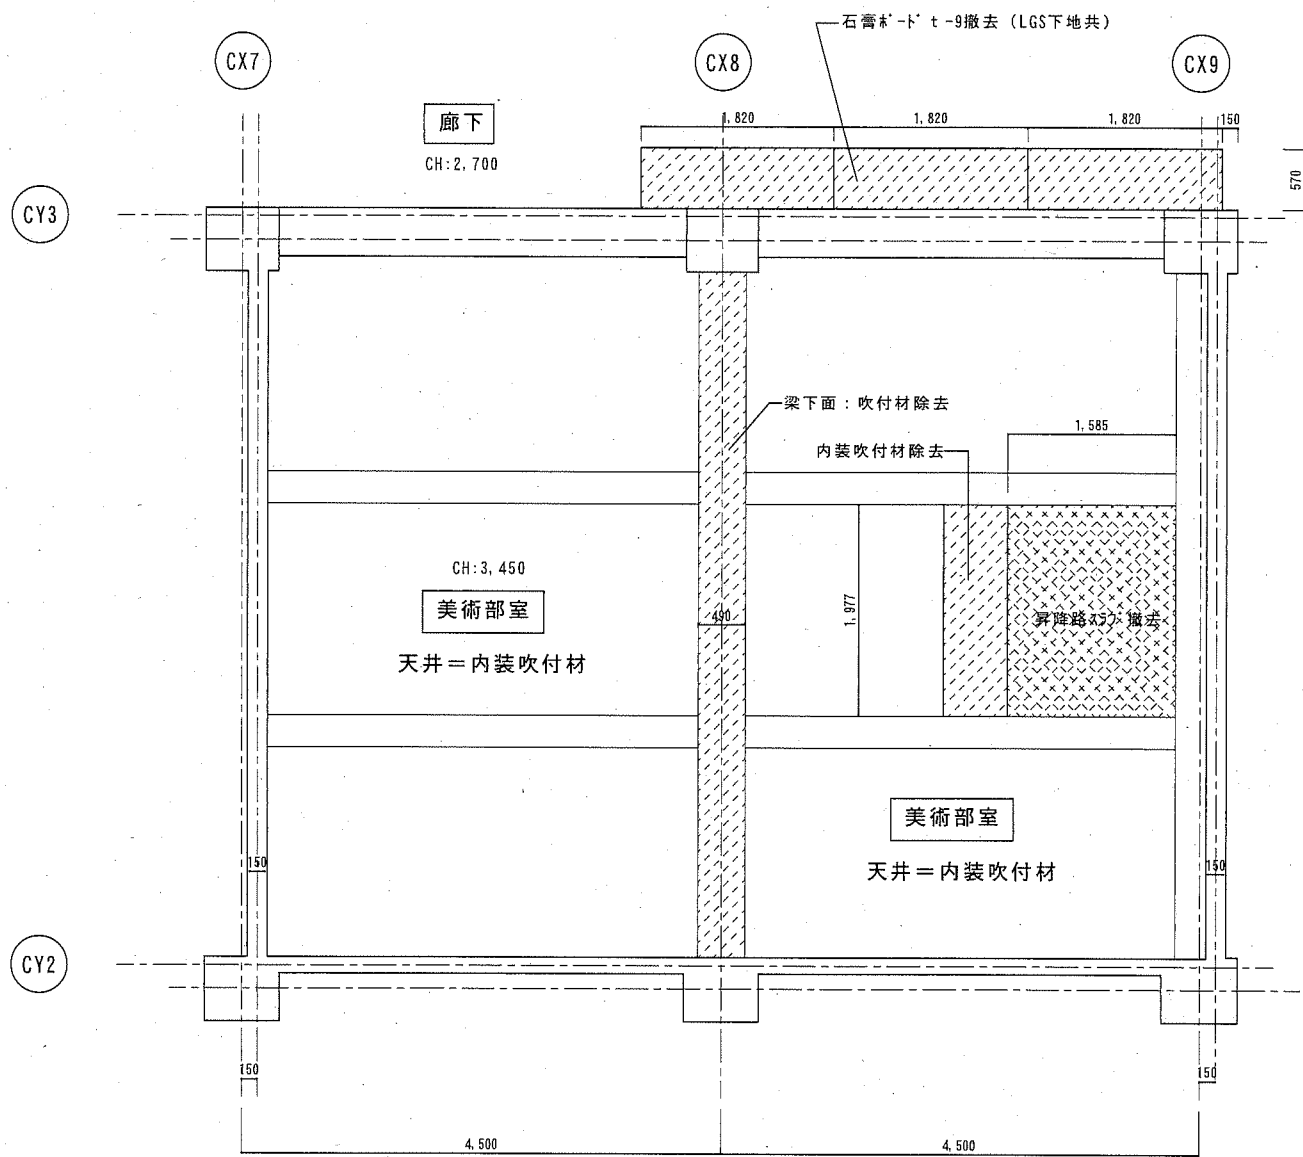 石膏ﾎﾞｰﾄﾞ t-9撤去 (LGS下地共)
CX7
CX8
CX9
廊下
CH:2,700
1,820
1,820
1,820
150
570
CY3
梁下面：吹付材除去
内装吹付材除去
1,585
CH:3,450
美術部室
天井＝内装吹付材
490
1,977
昇降路ｽﾗﾌﾞ撤去
美術部室
天井＝内装吹付材
150
150
CY2
150
150
4,500
4,500